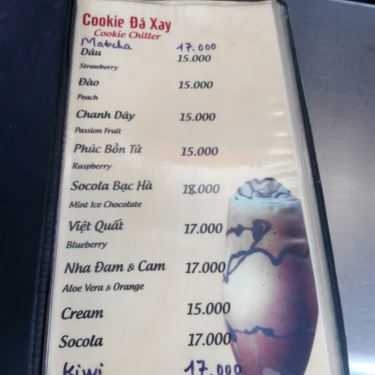 Cookie Đá Xay
Cookie Chiller
Matcha 17.000
Dâu 15.000
Strawberry
Đào 15.000
Peach
Chanh Dây 15.000
Passion Fruit
Phúc Bồn Tử 15.000
Raspberry
Socola Bạc Hà 18.000
Mint Ice Chocolate
Việt Quất 17.000
Blueberry
Nha Đam & Cam 17.000
Aloe Vera & Orange
Cream 15.000
Socola 17.000
Kiwi 17.000